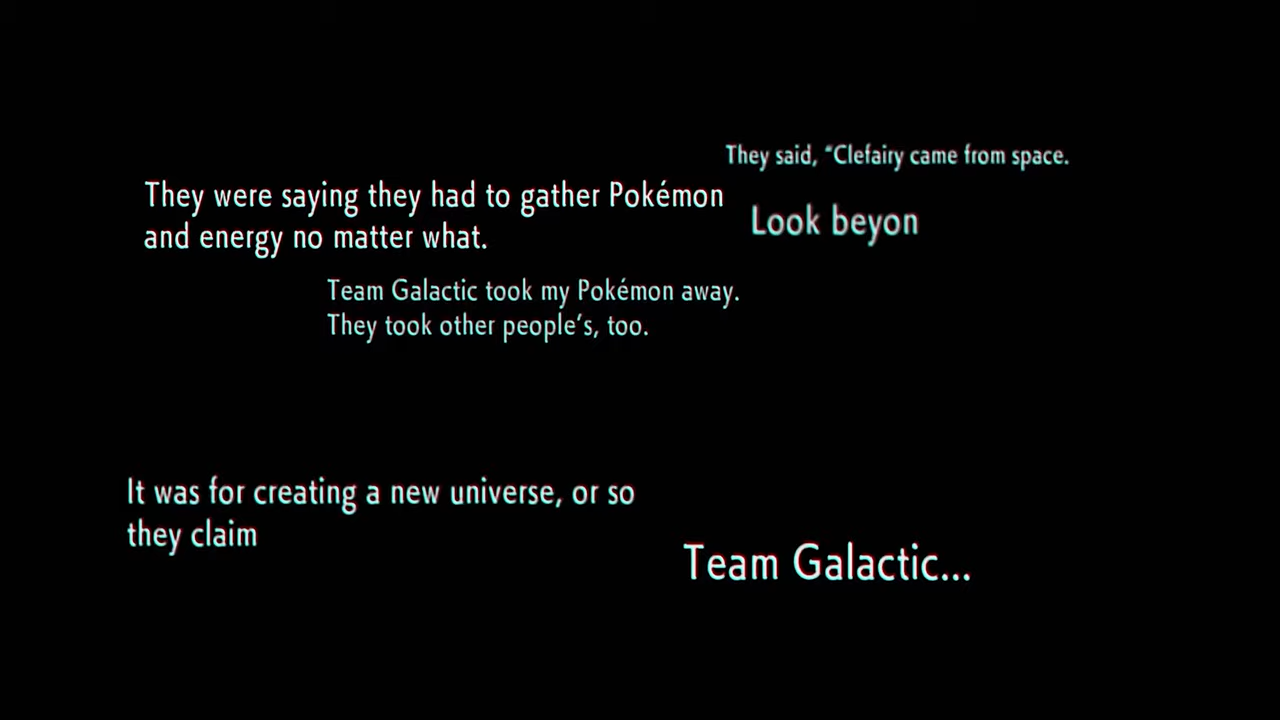 They said, “Clefairy came from space.
They were saying they had to gather Pokémon
and energy no matter what.
Look beyon
Team Galactic took my Pokémon away.
They took other people’s, too.
It was for creating a new universe, or so
they claim
Team Galactic...